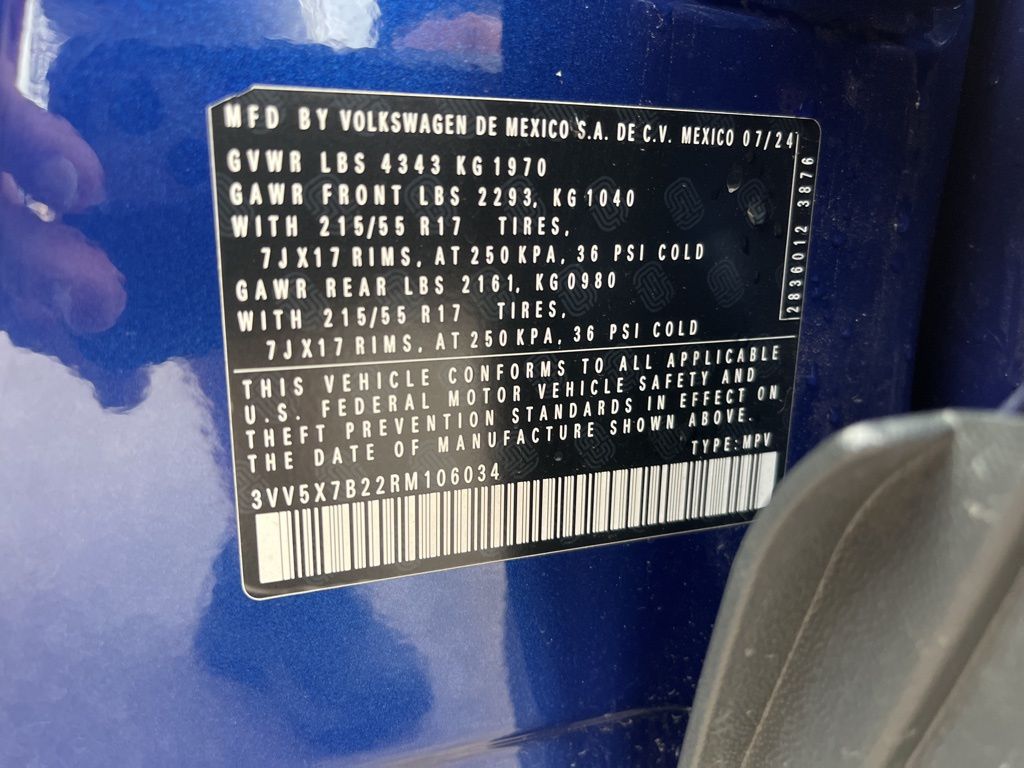 MFD BY VOLKSWAGEN DE MEXICO S.A. DE C.V. MEXICO 07/24
GVWR LBS 4343 KG 1970
GAWR FRONT LBS 2293, KG 1040
WITH 215/55 R17 TIRES,
7JX17 RIMS, AT 250 KPA, 36 PSI COLD
GAWR REAR LBS 2161, KG 0980
WITH 215/55 R17 TIRES,
7JX17 RIMS, AT 250 KPA, 36 PSI COLD
2836012 3876
THIS VEHICLE CONFORMS TO ALL APPLICABLE
U.S. FEDERAL MOTOR VEHICLE SAFETY AND
THEFT PREVENTION STANDARDS IN EFFECT ON
THE DATE OF MANUFACTURE SHOWN ABOVE.
TYPE: MPV
3VV5X7B22RM106034